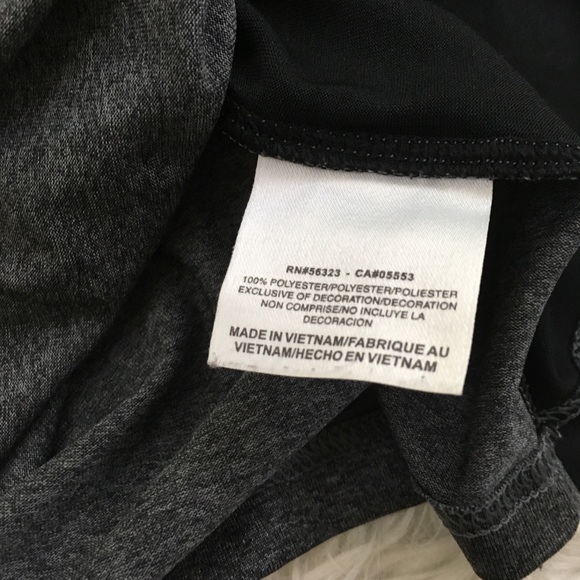 RN#56323 - CA#05553
100% POLYESTER/POLYESTER/POLIESTER
EXCLUSIVE OF DECORATION/DECORATION
NON COMPRISE/NO INCLUYE LA
DECORACION
MADE IN VIETNAM/FABRIQUE AU
VIETNAM/HECHO EN VIETNAM